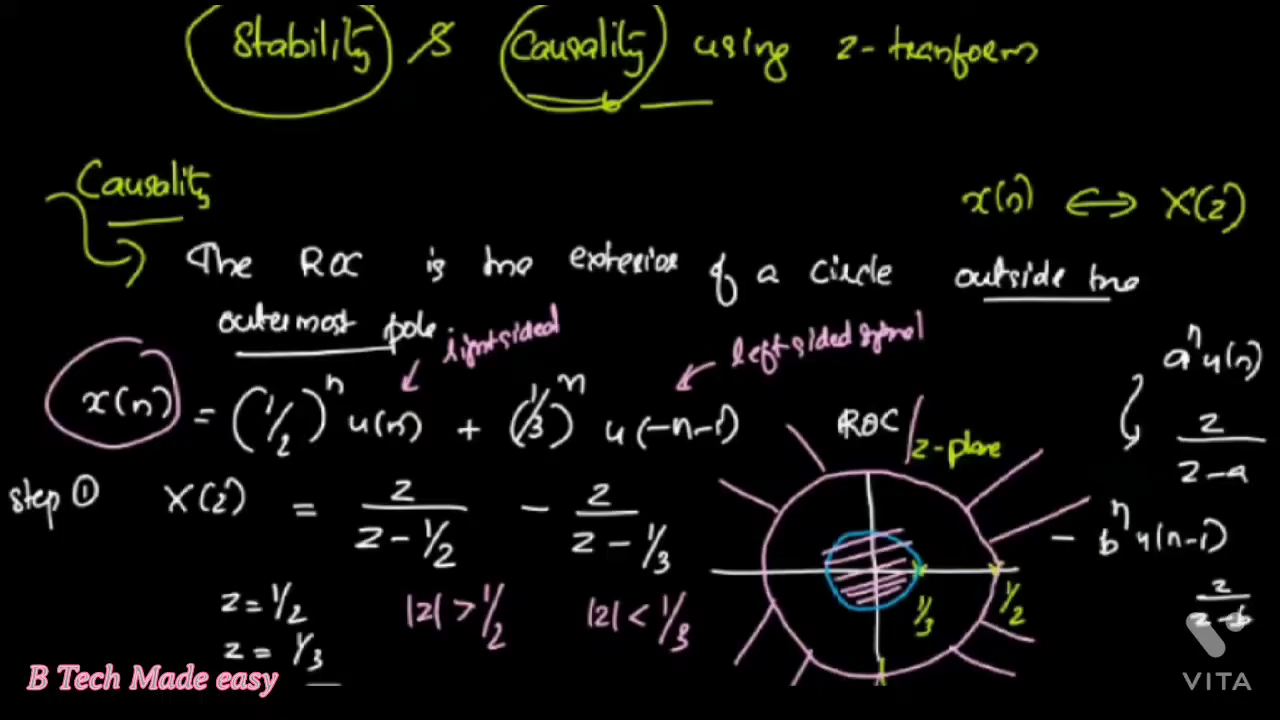 Stability & Causality using z-transform
Causality
x(n) ⟺ X(z)
The ROC is the exterior of a circle outside the
outermost pole
rightsided
left sided signal
x(n) = (1/2)^n u(n) + (1/3)^n u(-n-1)
ROC
z-plane
a^n u(n)
z/(z-a)
step ① X(z) = z/(z-1/2) - z/(z-1/3)
- b^n u(n-1)
z/(z-b)
z = 1/2
|z| > 1/2 |z| < 1/3
z = 1/3
1/3 1/2
B Tech Made easy
VITA